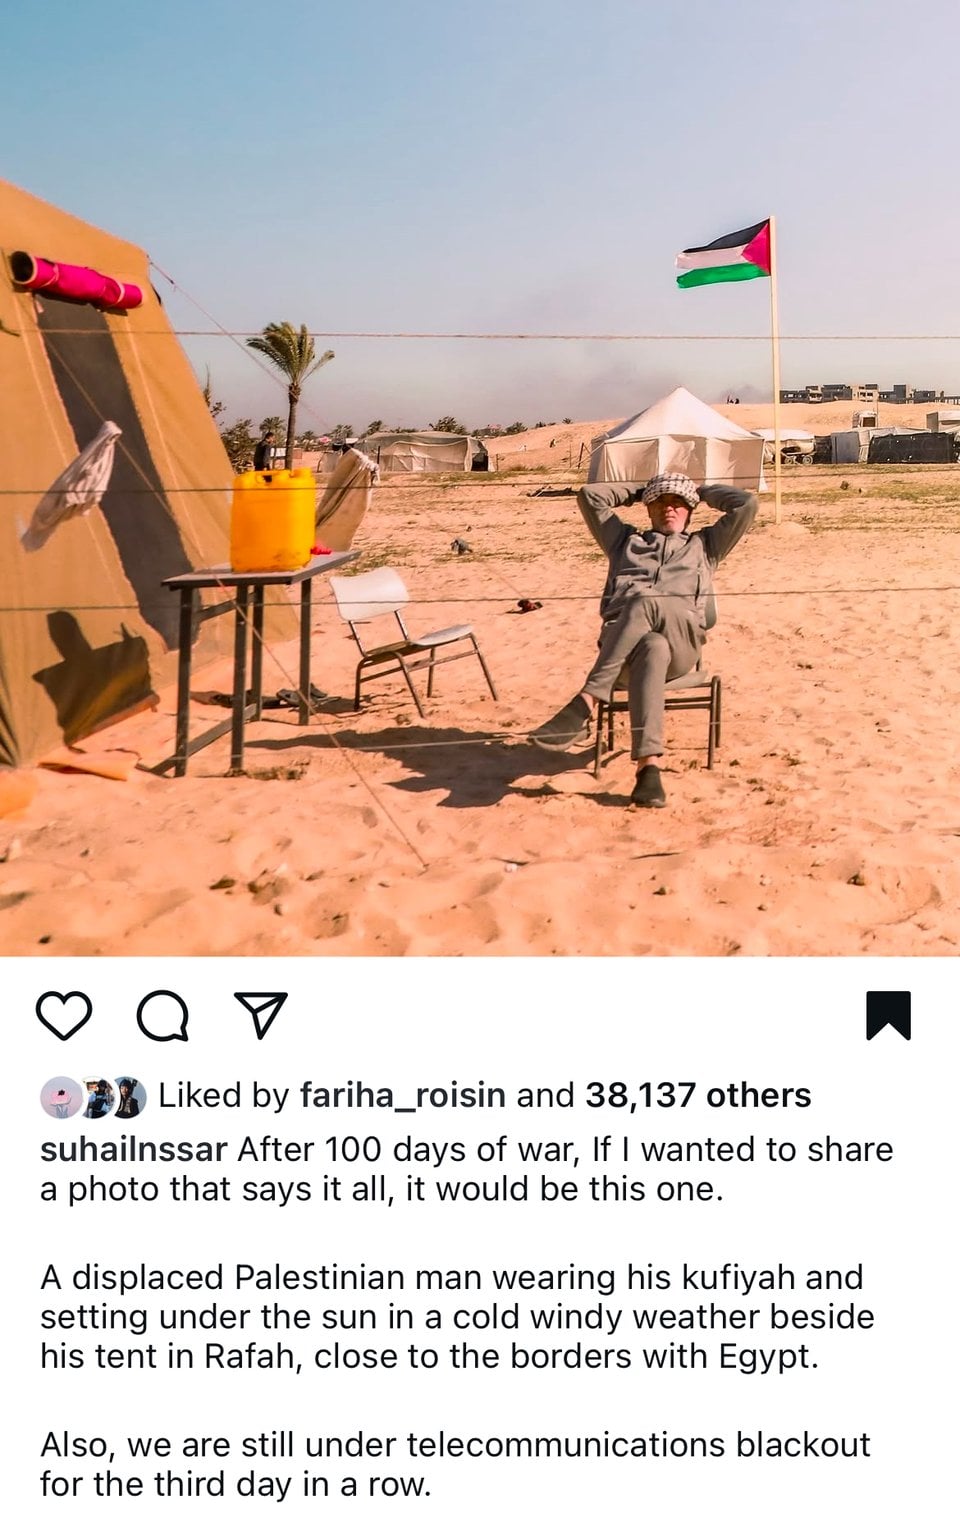 Liked by fariha_roisin and 38,137 others
suhailnssar After 100 days of war, If I wanted to share
a photo that says it all, it would be this one.
A displaced Palestinian man wearing his kufiyah and
setting under the sun in a cold windy weather beside
his tent in Rafah, close to the borders with Egypt.
Also, we are still under telecommunications blackout
for the third day in a row.